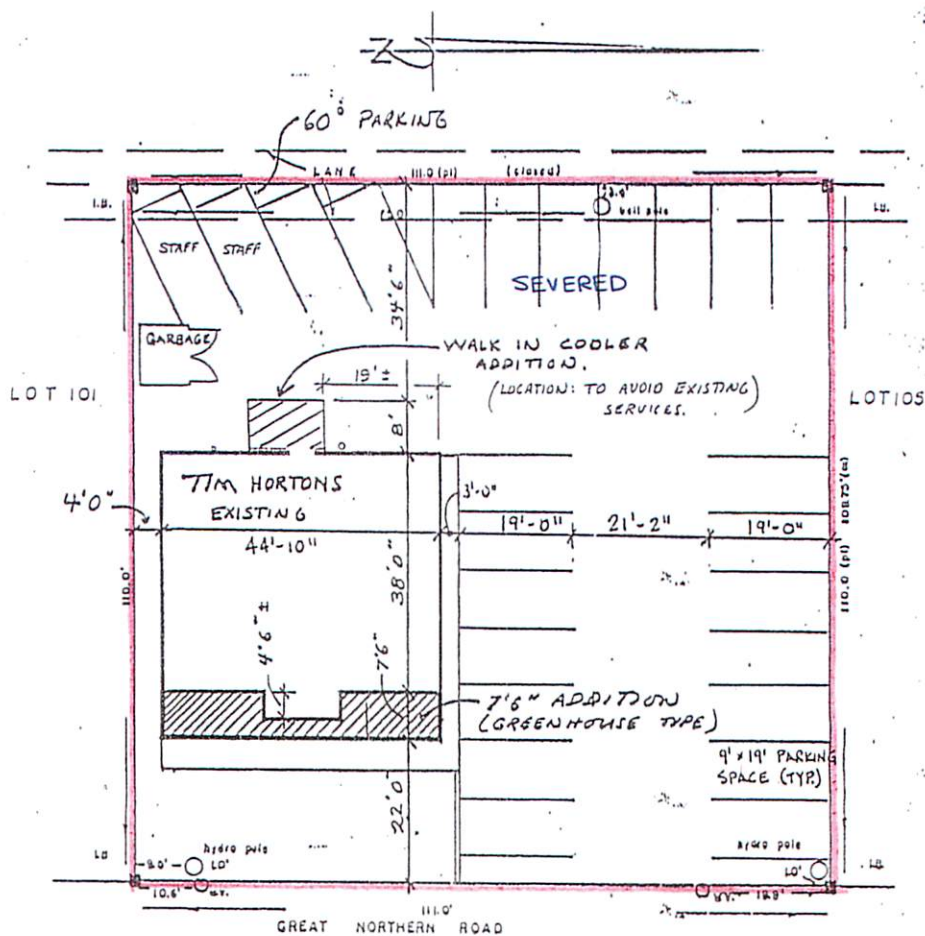 Z
60° PARKING
LANE
111.0 (pl)
(closed)
I.B.
I.B.
bell pole
STAFF
STAFF
SEVERED
34'6"
GARBAGE
WALK IN COOLER
ADDITION.
(LOCATION: TO AVOID EXISTING
SERVICES.)
19'±
LOT 101
LOT 105
8'
TIM HORTONS
EXISTING
4'0"
44'-10"
3'-0"
19'-0"
21'-2"
19'-0"
110.0'
110.0 (pl)
38'0"
4'6" ±
7'6"
7'6" ADDITION
(GREENHOUSE TYPE)
9' x 19' PARKING
SPACE (TYP.)
22'0"
hydro pole
hydro pole
I.B.
I.B.
1.0'
1.0'
10.6'
111.0'
GREAT NORTHERN ROAD